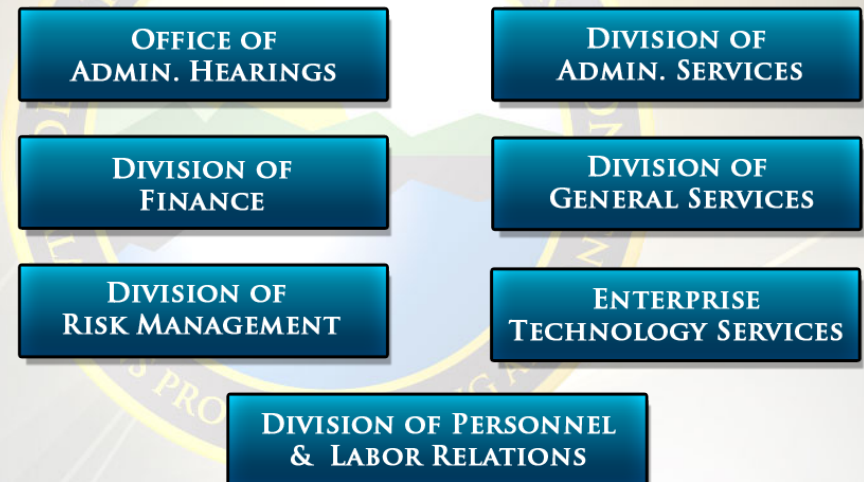 Office of
Admin. Hearings
Division of
Admin. Services
Division of
Finance
Division of
General Services
Division of
Risk Management
Enterprise
Technology Services
Division of Personnel
& Labor Relations